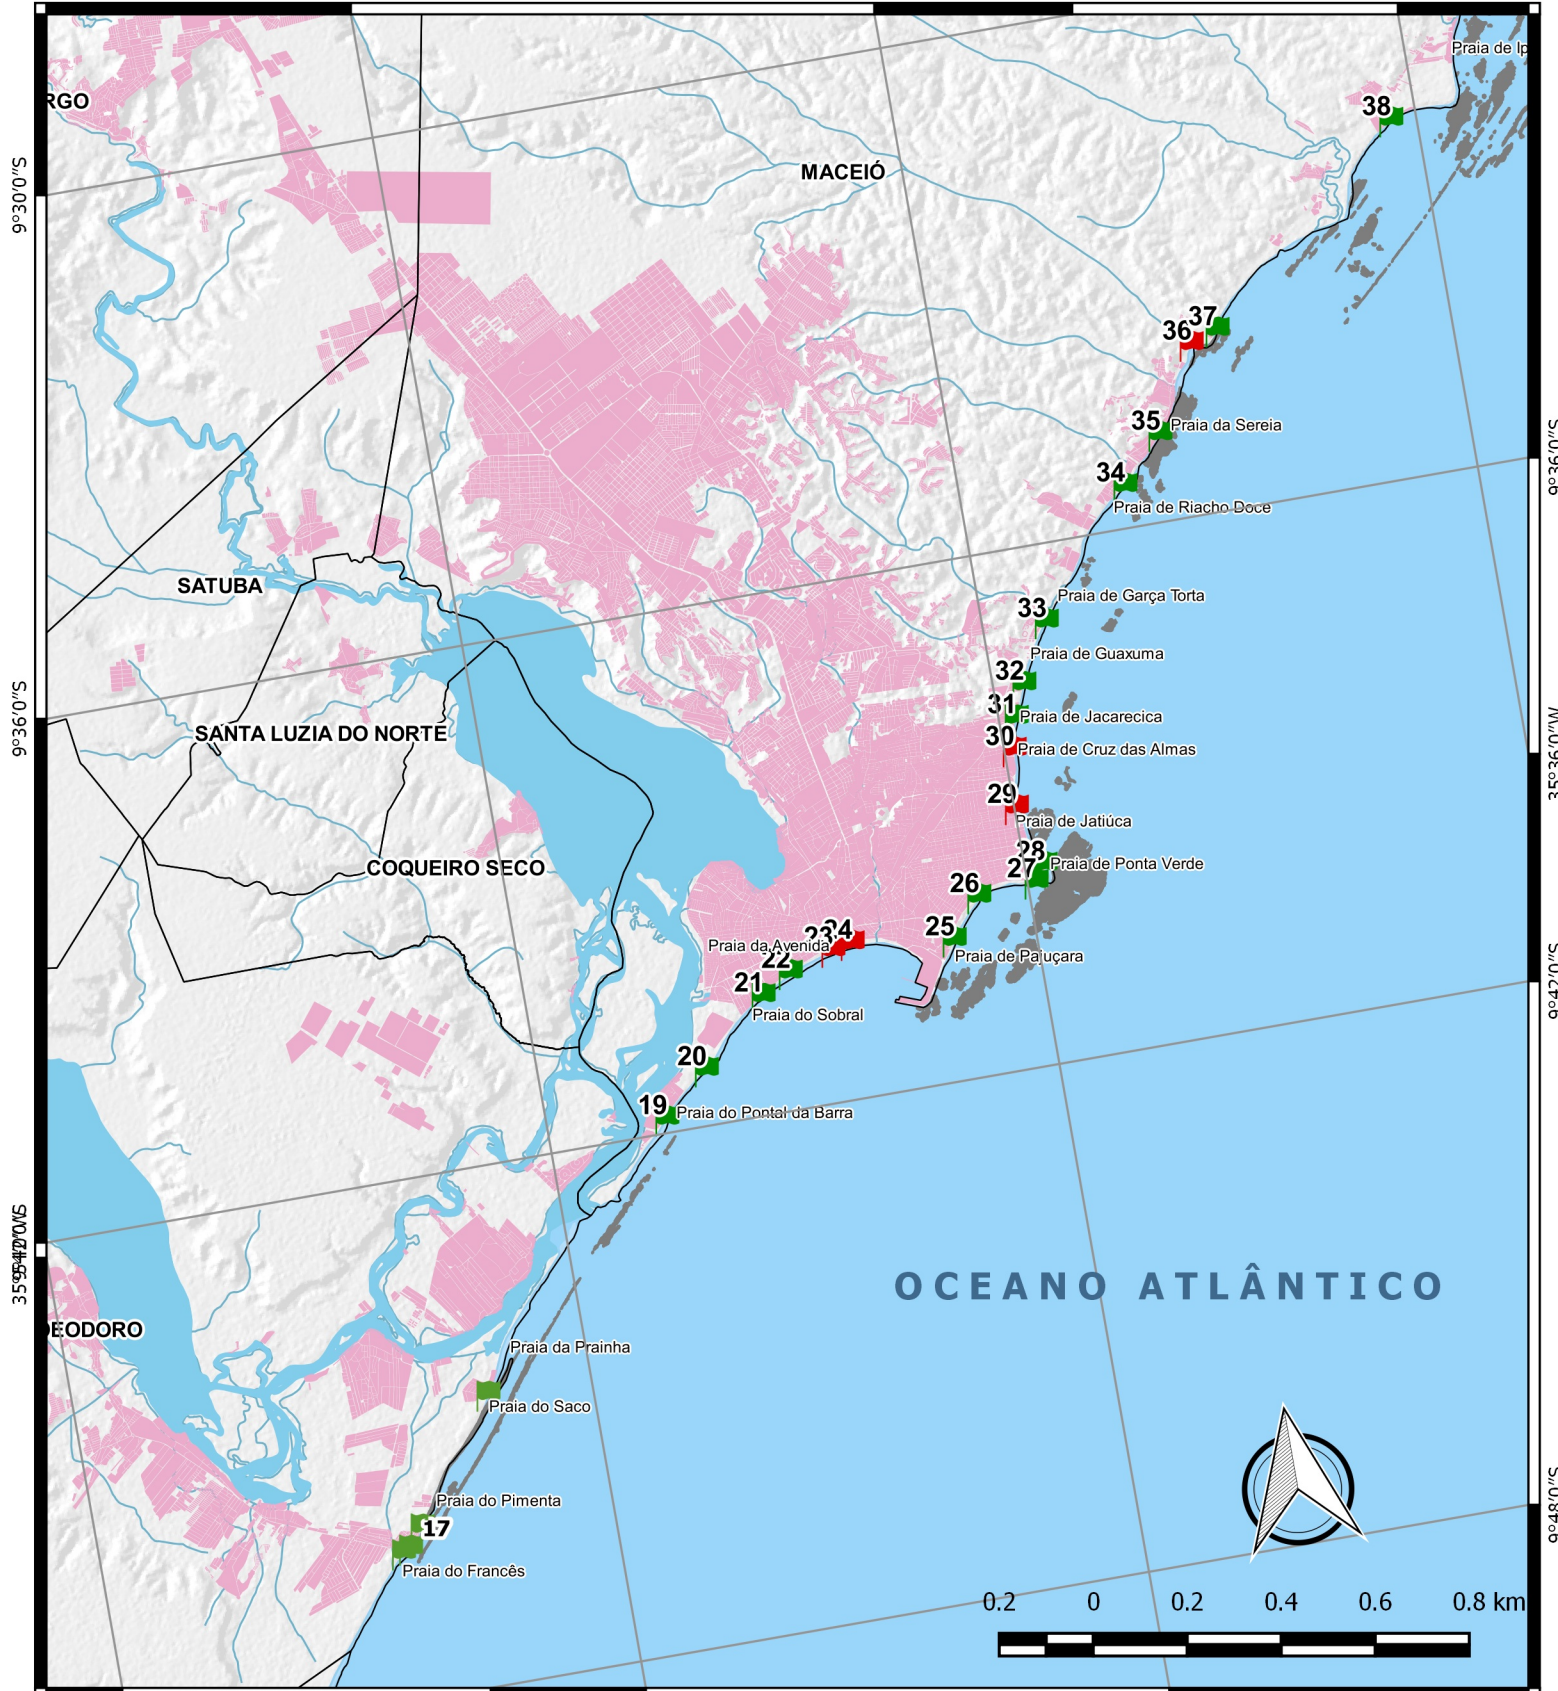 Praia de Ip
RGO
38
9°30'0"S
MACEIÓ
37
36
35
Praia da Sereia
9°36'0"S
34
Praia de Riacho Doce
SATUBA
Praia de Garça Torta
33
Praia de Guaxuma
32
31
Praia de Jacarecica
9°36'0"S
SANTA LUZIA DO NORTE
30
Praia de Cruz das Almas
35°36'0"W
29
Praia de Jatiúca
28
Praia de Ponta Verde
COQUEIRO SECO
27
26
25
24
23
Praia da Avenida
22
Praia de Pajuçara
21
Praia do Sobral
9°42'0"S
20
19
Praia do Pontal da Barra
OCEANO ATLÂNTICO
DEODORO
Praia da Prainha
Praia do Saco
Praia do Pimenta
17
9°48'0"S
Praia do Francês
0.2 0 0.2 0.4 0.6 0.8 km